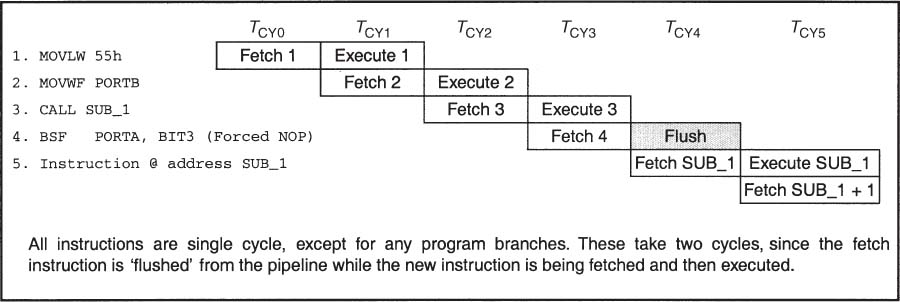 TCY0 TCY1 TCY2 TCY3 TCY4 TCY5
1. MOVLW 55h Fetch 1 Execute 1
2. MOVWF PORTB Fetch 2 Execute 2
3. CALL SUB_1 Fetch 3 Execute 3
4. BSF PORTA, BIT3 (Forced NOP) Fetch 4 Flush
5. Instruction @ address SUB_1 Fetch SUB_1 Execute SUB_1
Fetch SUB_1 + 1
All instructions are single cycle, except for any program branches. These take two cycles, since the fetch
instruction is ‘flushed’ from the pipeline while the new instruction is being fetched and then executed.